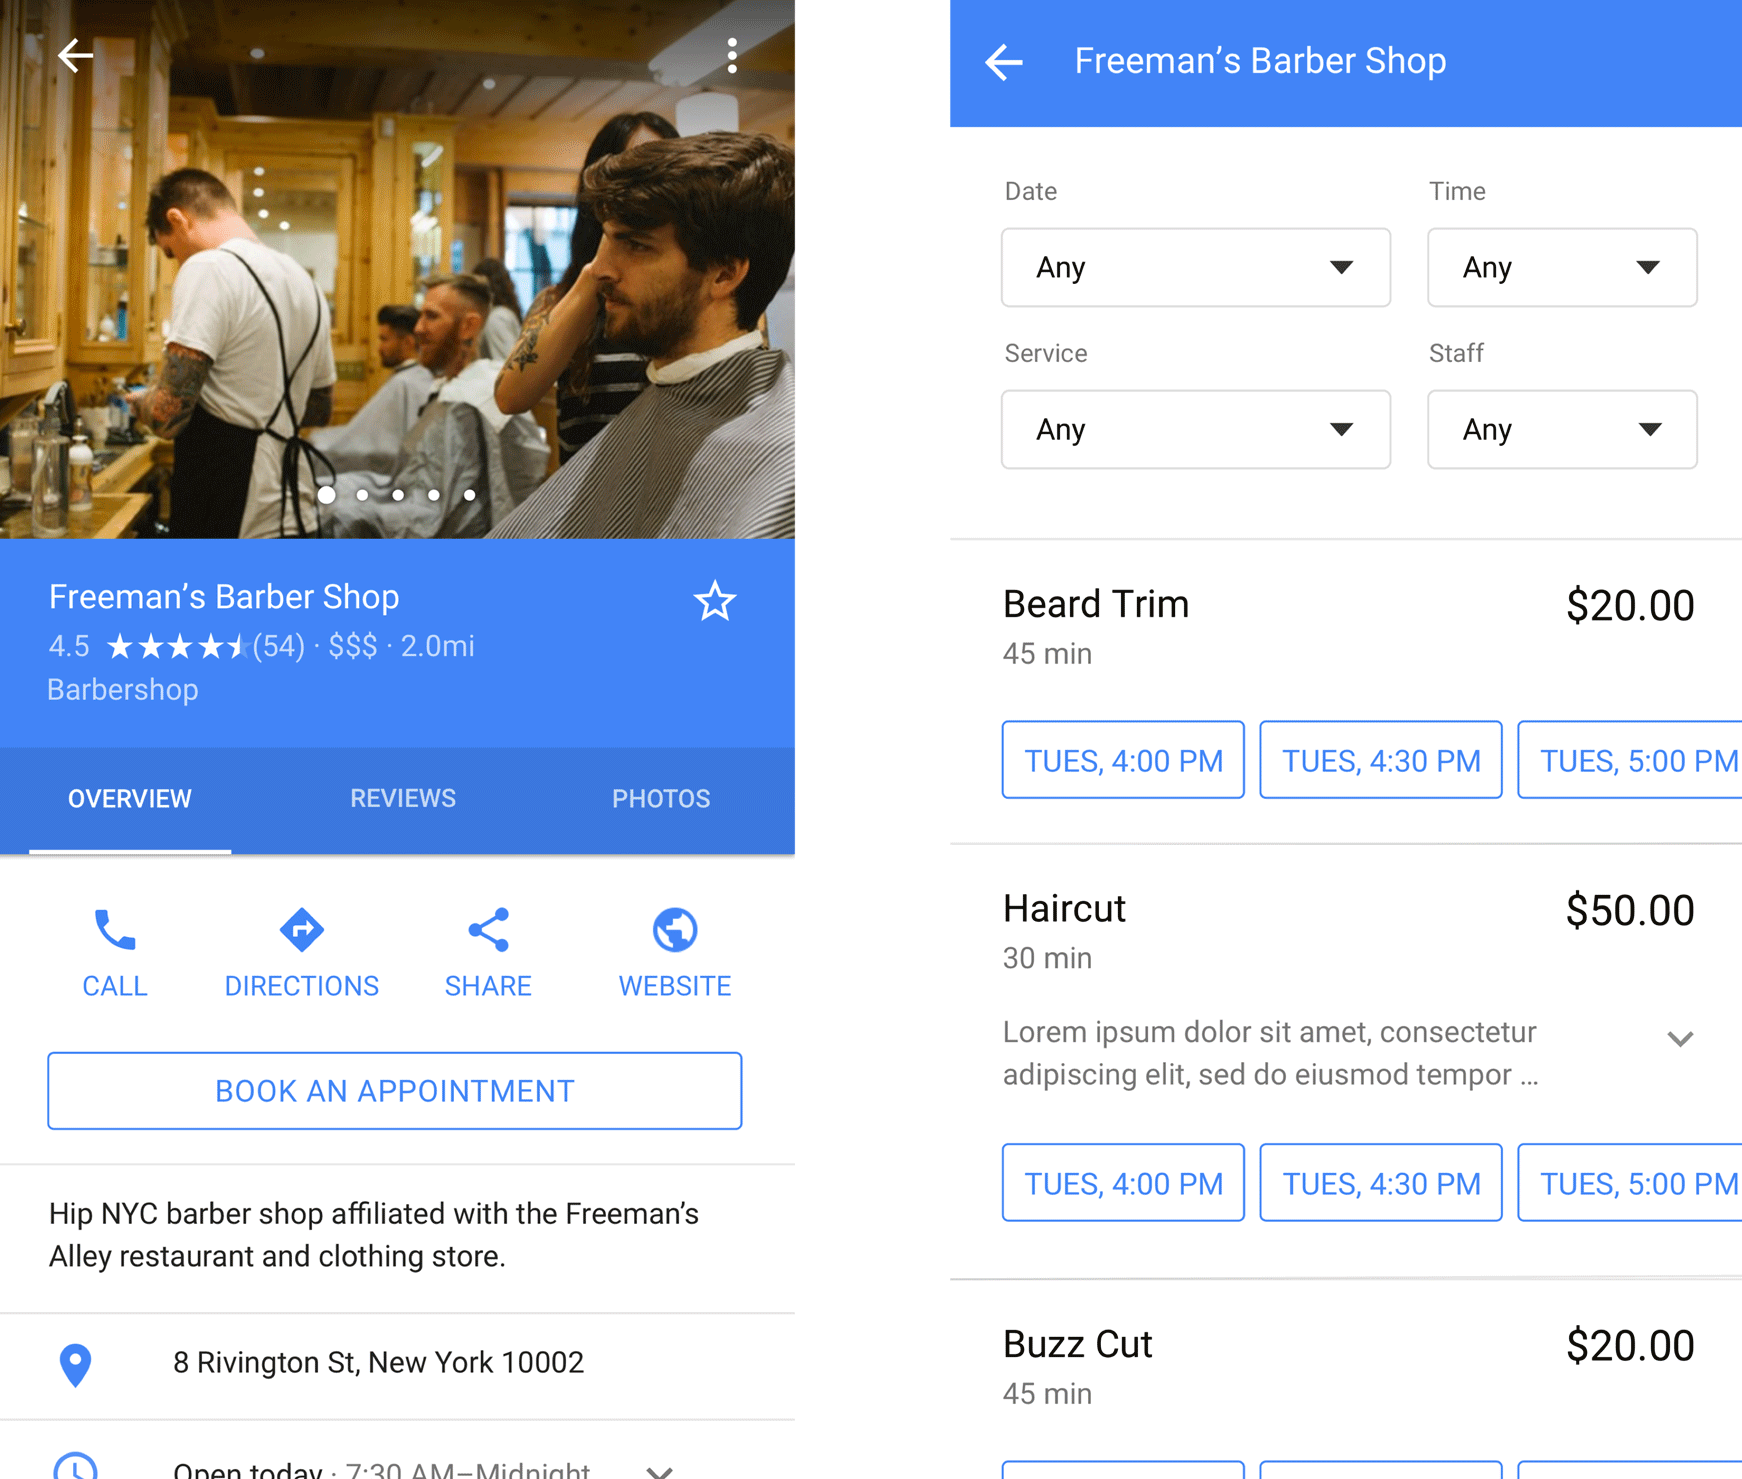 Freeman’s Barber Shop
4.5 (54) · $$$ · 2.0mi
Barbershop
OVERVIEW REVIEWS PHOTOS
CALL DIRECTIONS SHARE WEBSITE
BOOK AN APPOINTMENT
Hip NYC barber shop affiliated with the Freeman’s
Alley restaurant and clothing store.
8 Rivington St, New York 10002
Open today · 7:30 AM–Midnight
Freeman’s Barber Shop
Date Time
Any Any
Service Staff
Any Any
Beard Trim $20.00
45 min
TUES, 4:00 PM TUES, 4:30 PM TUES, 5:00 PM
Haircut $50.00
30 min
Lorem ipsum dolor sit amet, consectetur
adipiscing elit, sed do eiusmod tempor ...
TUES, 4:00 PM TUES, 4:30 PM TUES, 5:00 PM
Buzz Cut $20.00
45 min